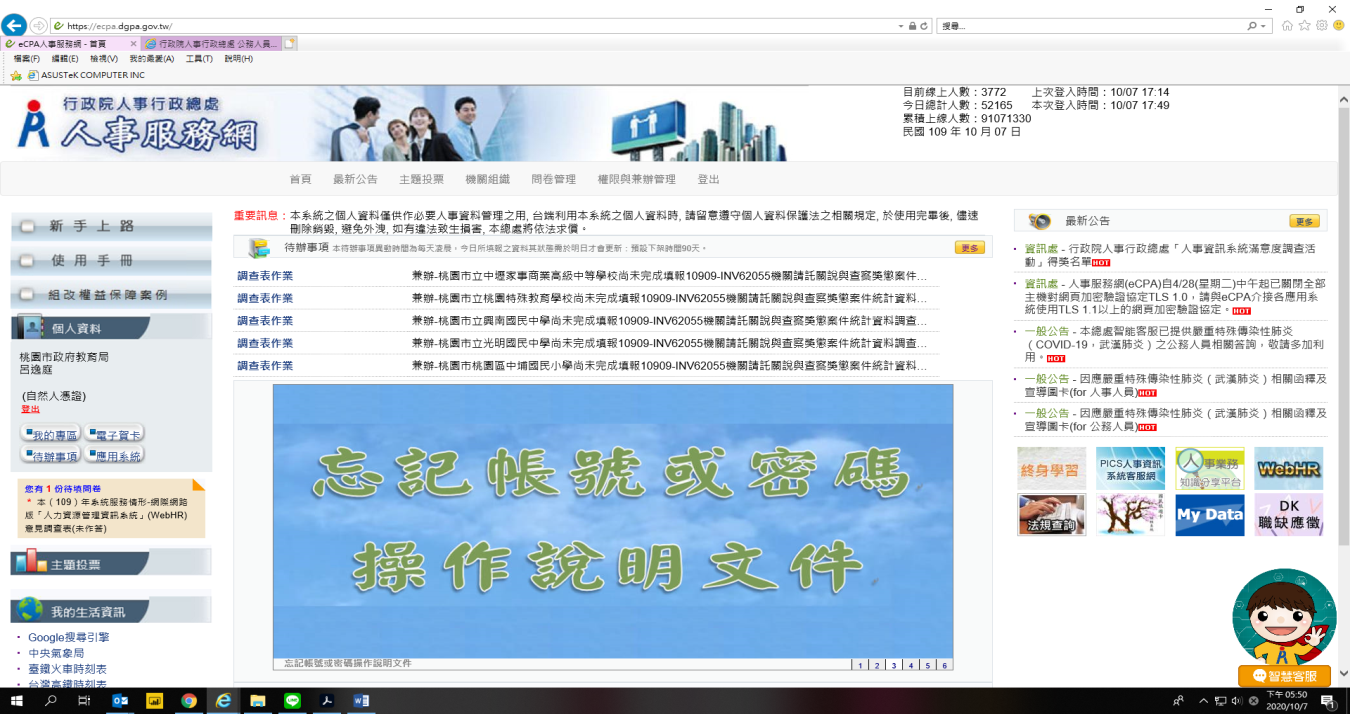 https://ecpa.dgpa.gov.tw/
搜尋...
eCPA人事服務網 - 首頁
行政院人事行政總處 公務人員...
檔案(F) 編輯(E) 檢視(V) 我的最愛(A) 工具(T) 說明(H)
ASUSTeK COMPUTER INC
行政院人事行政總處
人事服務網
目前線上人數：3772 上次登入時間：10/07 17:14
今日總計人數：52165 本次登入時間：10/07 17:49
累積上線人數：91071330
民國 109 年 10 月 07 日
首頁 最新公告 主題投票 機關組織 問卷管理 權限與兼辦管理 登出
新手上路
使用手冊
組改權益保障案例
個人資料
桃園市政府教育局
呂逸庭
(自然人憑證)
登出
我的專區 電子賀卡
待辦事項 應用系統
您有 1 份待填問卷
* 本（109）年系統服務情形-網際網路
版「人力資源管理資訊系統」(WebHR)
意見調查表(未作答)
主題投票
我的生活資訊
Google搜尋引擎
中央氣象局
臺鐵火車時刻表
台灣高鐵時刻表
重要訊息：本系統之個人資料僅供作必要人事資料管理之用, 台端利用本系統之個人資料時, 請留意遵守個人資料保護法之相關規定, 於使用完畢後, 儘速
刪除銷毀, 避免外洩, 如有違法致生損害, 本總處將依法求償。
待辦事項 本待辦事項異動時間為每天凌晨，今日所填報之資料其狀態需於明日才會更新；預設下架時間90天。
更多
調查表作業 兼辦-桃園市立中壢家事商業高級中等學校尚未完成填報10909-INV62055機關請託關說與查察獎懲案件...
調查表作業 兼辦-桃園市立桃園特殊教育學校尚未完成填報10909-INV62055機關請託關說與查察獎懲案件統計資料...
調查表作業 兼辦-桃園市立興南國民中學尚未完成填報10909-INV62055機關請託關說與查察獎懲案件統計資料調查...
調查表作業 兼辦-桃園市立光明國民中學尚未完成填報10909-INV62055機關請託關說與查察獎懲案件統計資料調查...
調查表作業 兼辦-桃園市桃園區中埔國民小學尚未完成填報10909-INV62055機關請託關說與查察獎懲案件統計資料...
忘記帳號或密碼
操作說明文件
忘記帳號或密碼操作說明文件
1 2 3 4 5 6
最新公告
更多
資訊處 - 行政院人事行政總處「人事資訊系統滿意度調查活
動」得獎名單HOT
資訊處 - 人事服務網(eCPA)自4/28(星期二)中午起已關閉全部
主機對網頁加密驗證協定TLS 1.0，請與eCPA介接各應用系
統使用TLS 1.1以上的網頁加密驗證協定。HOT
一般公告 - 本總處智能客服已提供嚴重特殊傳染性肺炎
（COVID-19，武漢肺炎）之公務人員相關答詢，敬請多加利
用。HOT
一般公告 - 因應嚴重特殊傳染性肺炎（武漢肺炎）相關函釋及
宣導圖卡(for 人事人員)HOT
一般公告 - 因應嚴重特殊傳染性肺炎（武漢肺炎）相關函釋及
宣導圖卡(for 公務人員)HOT
終身學習
PICS人事資訊
系統客服網
人事業務
知識分享平台
WebHR
法規查詢
My Data
DK
職缺應徵
智慧客服
下午 05:50
2020/10/7